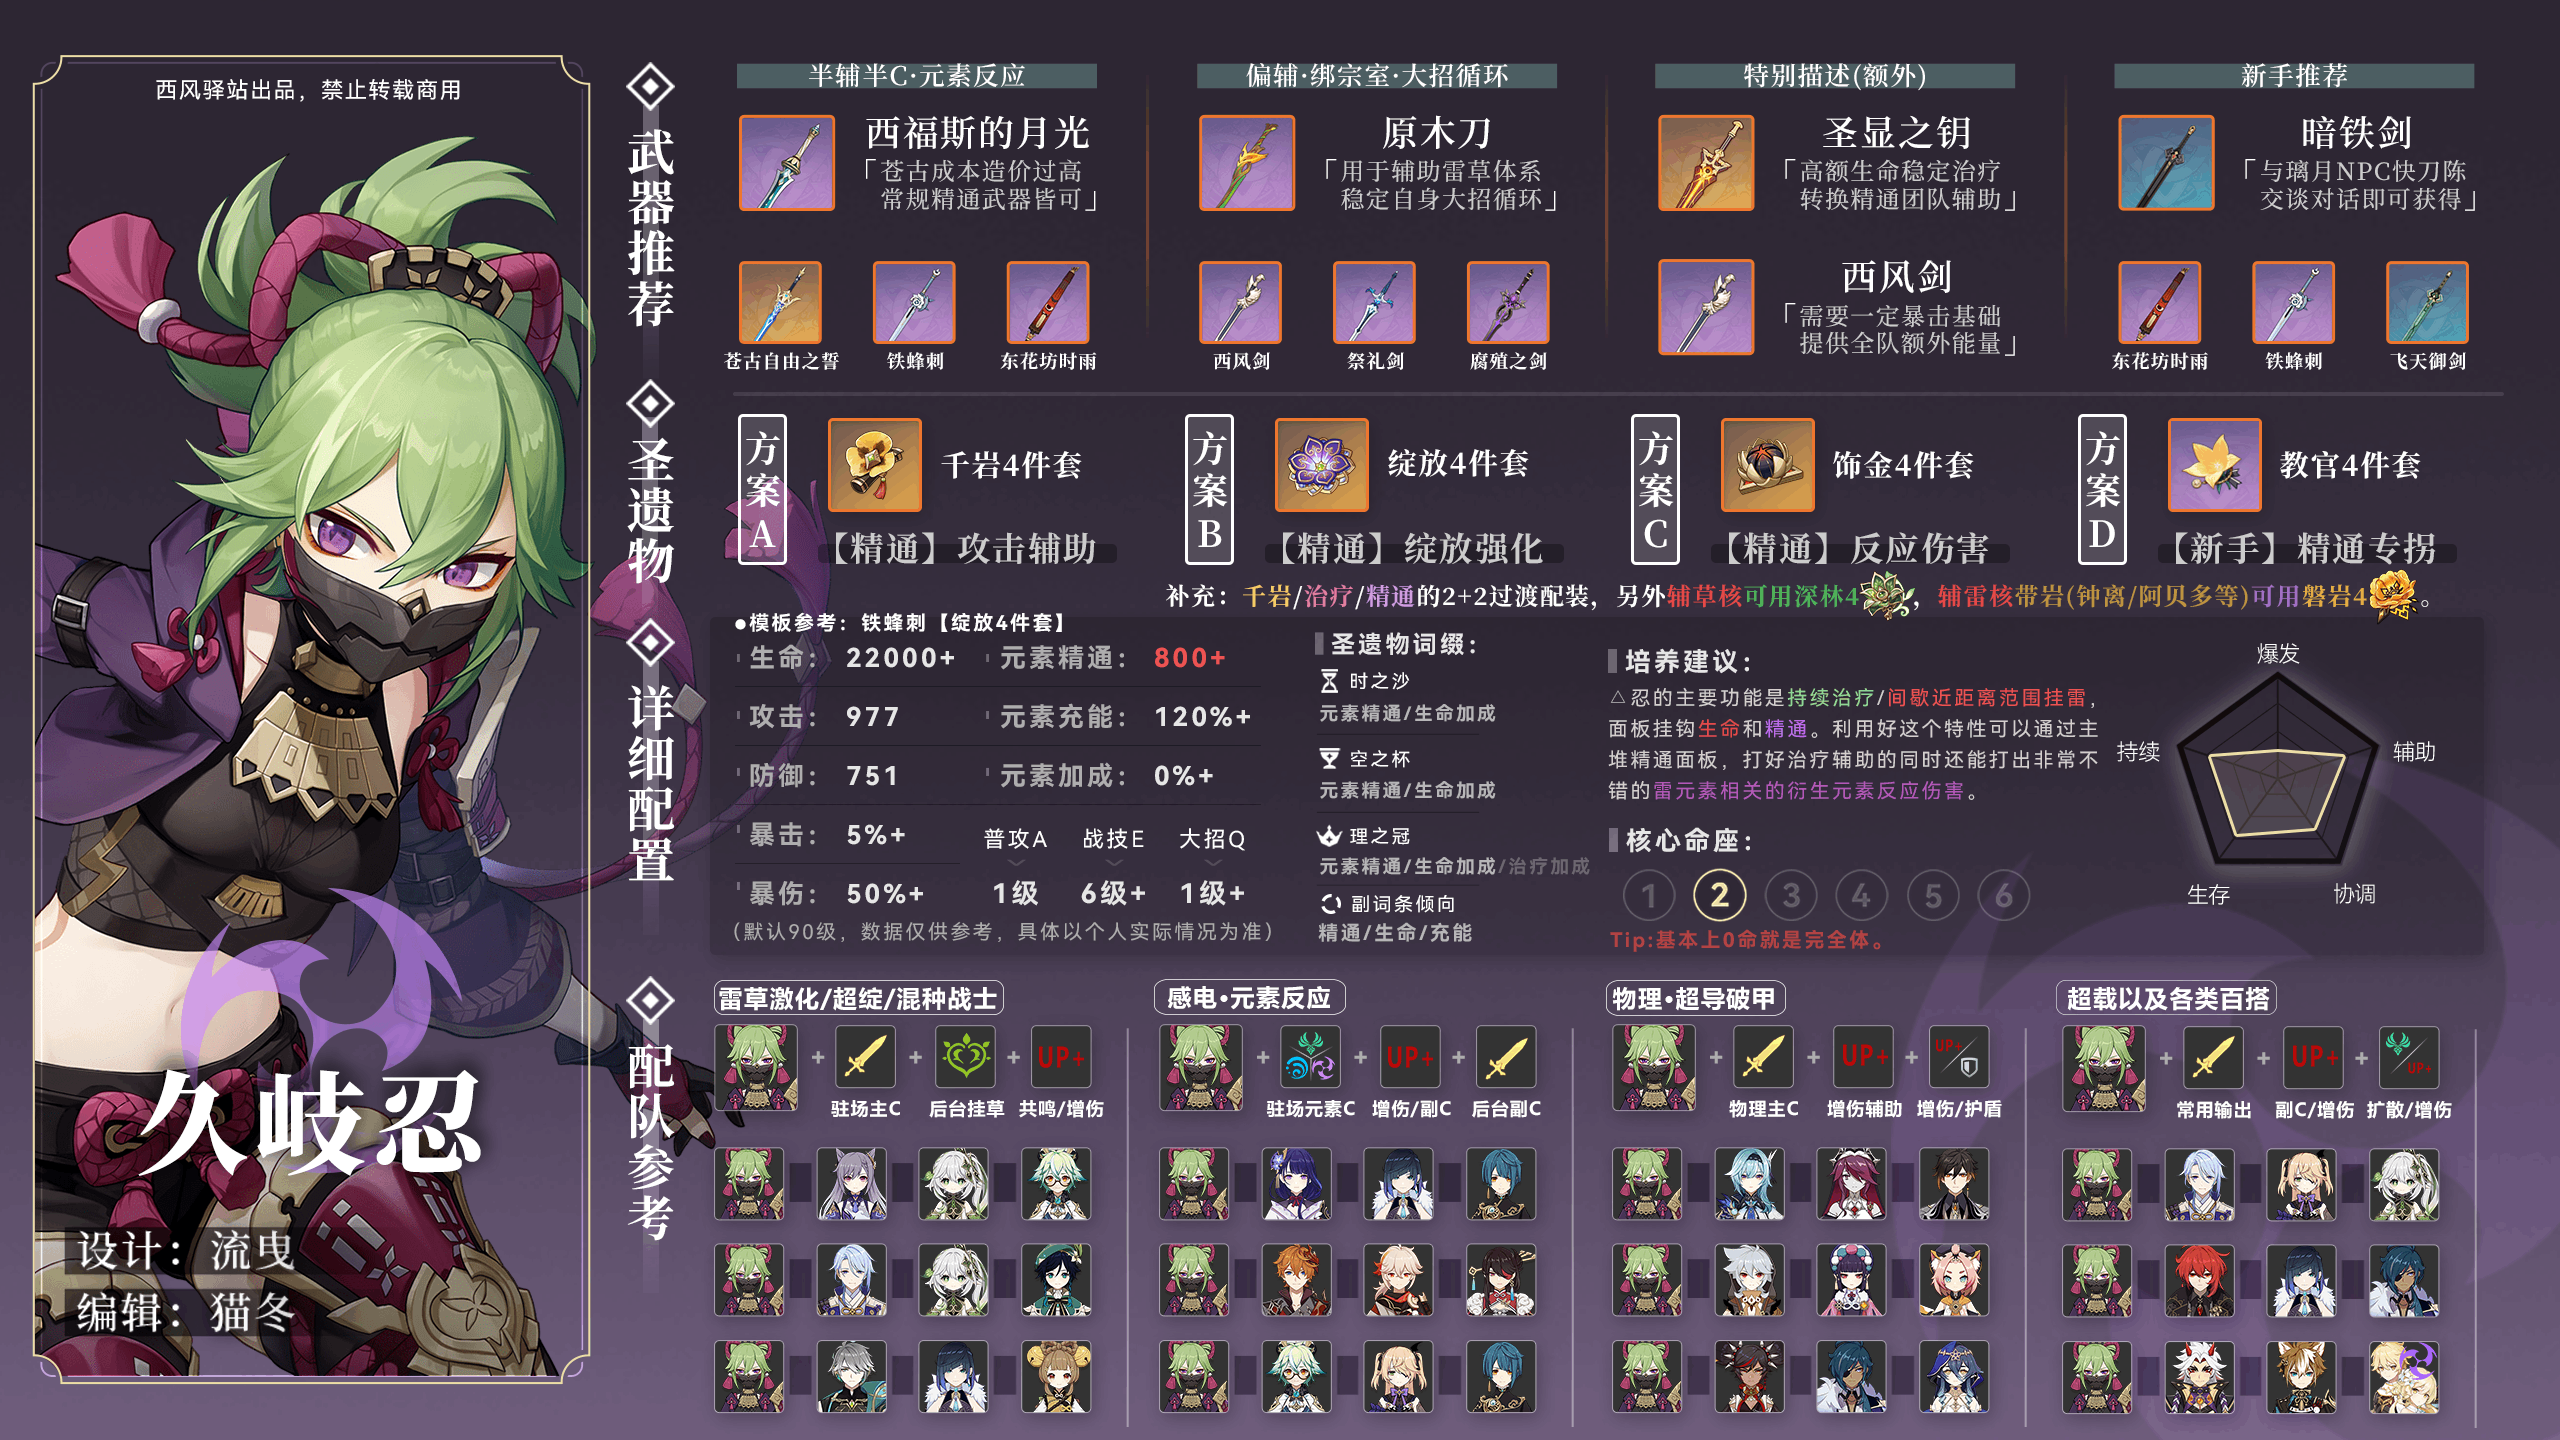 西风驿站出品，禁止转载商用
久岐忍
设计：流曳
编辑：猫冬
武器推荐
半辅半C·元素反应
西福斯的月光
「苍古成本造价过高
常规精通武器皆可」
苍古自由之誓
铁蜂刺
东花坊时雨
偏辅·绑宗室·大招循环
原木刀
「用于辅助雷草体系
稳定自身大招循环」
西风剑
祭礼剑
腐殖之剑
特别描述(额外)
圣显之钥
「高额生命稳定治疗
转换精通团队辅助」
西风剑
「需要一定暴击基础
提供全队额外能量」
新手推荐
暗铁剑
「与璃月NPC快刀陈
交谈对话即可获得」
东花坊时雨
铁蜂刺
飞天御剑
圣遗物
方案A
千岩4件套
【精通】攻击辅助
方案B
绽放4件套
【精通】绽放强化
方案C
饰金4件套
【精通】反应伤害
方案D
教官4件套
【新手】精通专拐
补充：千岩/治疗/精通的2+2过渡配装，另外辅草核可用深林4，辅雷核带岩(钟离/阿贝多等)可用磐岩4。
详细配置
●模板参考：铁蜂刺【绽放4件套】
生命：22000+ 元素精通：800+
攻击：977 元素充能：120%+
防御：751 元素加成：0%+
暴击：5%+ 普攻A 战技E 大招Q
暴伤：50%+ 1级 6级+ 1级+
(默认90级，数据仅供参考，具体以个人实际情况为准)
圣遗物词缀：
时之沙
元素精通/生命加成
空之杯
元素精通/生命加成
理之冠
元素精通/生命加成/治疗加成
副词条倾向
精通/生命/充能
培养建议：
△忍的主要功能是持续治疗/间歇近距离范围挂雷，
面板挂钩生命和精通。利用好这个特性可以通过主
堆精通面板，打好治疗辅助的同时还能打出非常不
错的雷元素相关的衍生元素反应伤害。
核心命座：
1 2 3 4 5 6
Tip:基本上0命就是完全体。
爆发
持续
辅助
生存
协调
配队参考
雷草激化/超绽/混种战士
+ + + UP+
驻场主C 后台挂草 共鸣/增伤
感电·元素反应
+ + UP+ +
驻场元素C 增伤/副C 后台副C
物理·超导破甲
+ + UP+ + UP+
物理主C 增伤辅助 增伤/护盾
超载以及各类百搭
+ + UP+ + UP+
常用输出 副C/增伤 扩散/增伤